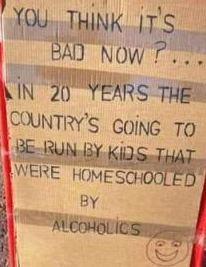 YOU THINK IT'S
BAD NOW?...
IN 20 YEARS THE
COUNTRY'S GOING TO
BE RUN BY KIDS THAT
WERE HOMESCHOOLED
BY
ALCOHOLICS